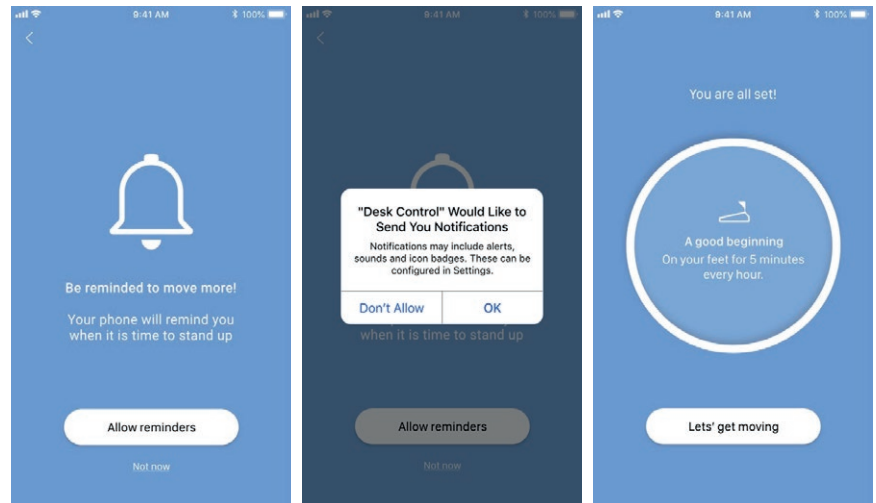 9:41 AM
100%
Be reminded to move more!
Your phone will remind you
when it is time to stand up
Allow reminders
Not now
9:41 AM
100%
"Desk Control" Would Like to
Send You Notifications
Notifications may include alerts,
sounds and icon badges. These can be
configured in Settings.
Don't Allow
OK
when it is time to stand up
Allow reminders
Not now
9:41 AM
100%
You are all set!
A good beginning
On your feet for 5 minutes
every hour.
Lets' get moving